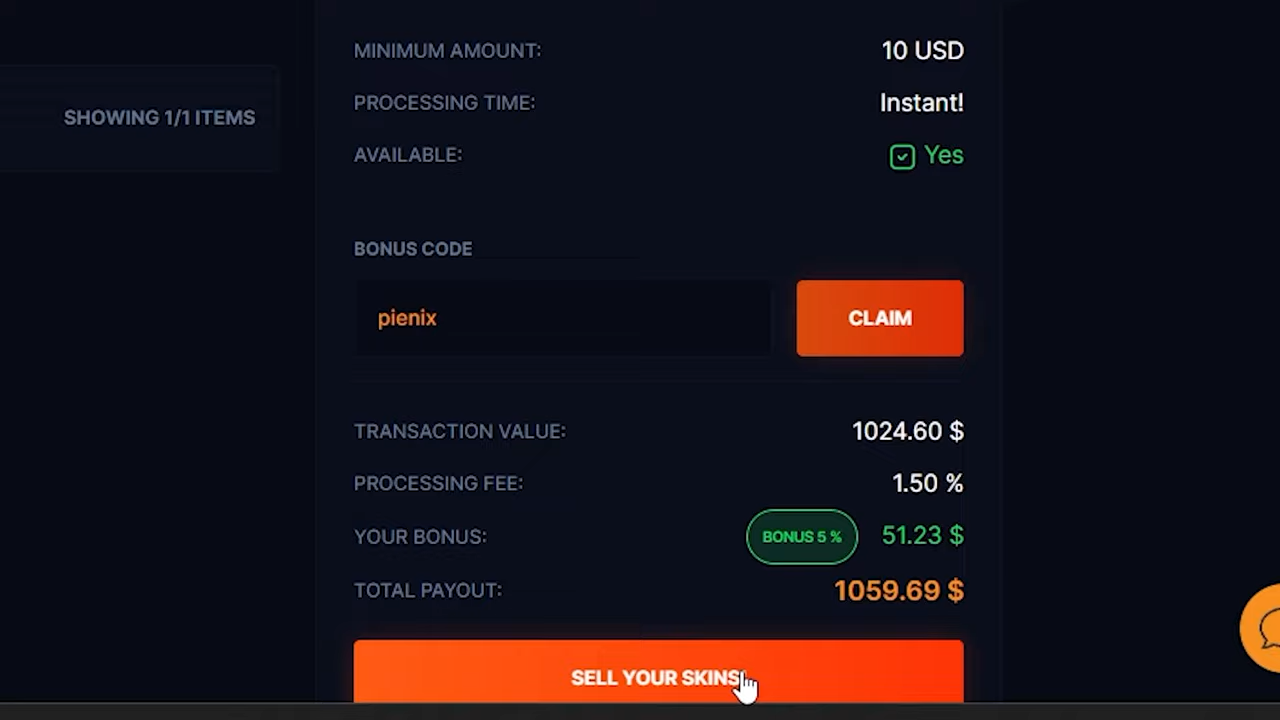 MINIMUM AMOUNT: 10 USD
SHOWING 1/1 ITEMS
PROCESSING TIME: Instant!
AVAILABLE: Yes
BONUS CODE
pienix
CLAIM
TRANSACTION VALUE: 1024.60 $
PROCESSING FEE: 1.50 %
YOUR BONUS: BONUS 5 % 51.23 $
TOTAL PAYOUT: 1059.69 $
SELL YOUR SKINS